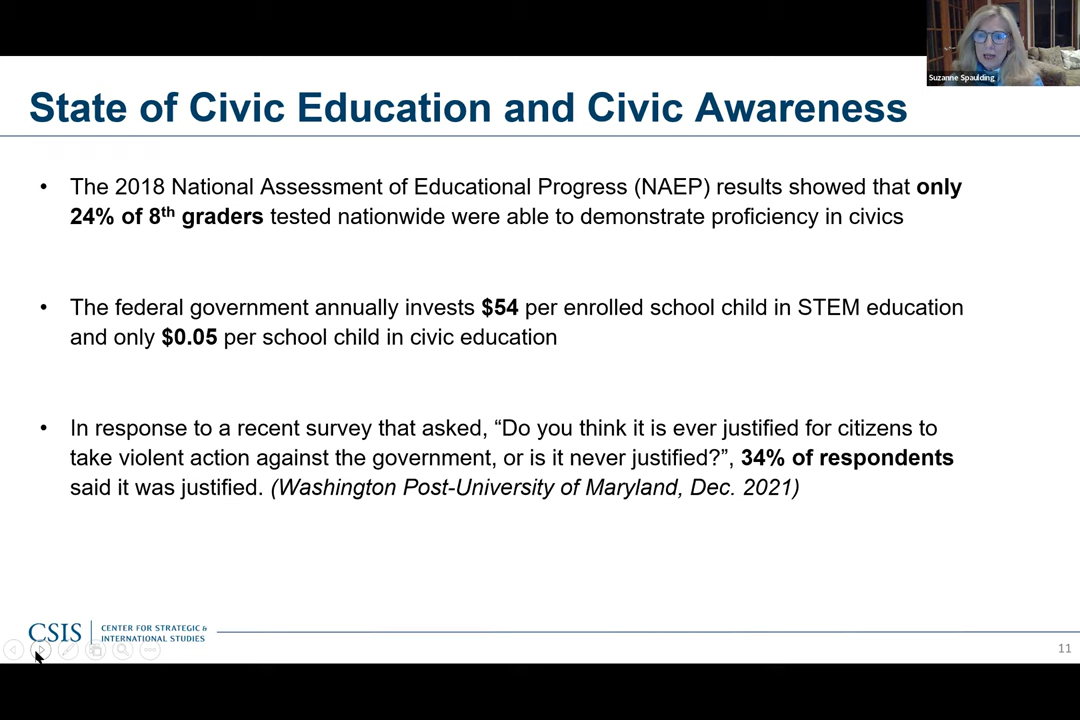 Suzanne Spaulding
State of Civic Education and Civic Awareness
• The 2018 National Assessment of Educational Progress (NAEP) results showed that only
24% of 8th graders tested nationwide were able to demonstrate proficiency in civics
• The federal government annually invests $54 per enrolled school child in STEM education
and only $0.05 per school child in civic education
• In response to a recent survey that asked, “Do you think it is ever justified for citizens to
take violent action against the government, or is it never justified?”, 34% of respondents
said it was justified. (Washington Post-University of Maryland, Dec. 2021)
CSIS
CENTER FOR STRATEGIC &
INTERNATIONAL STUDIES
11